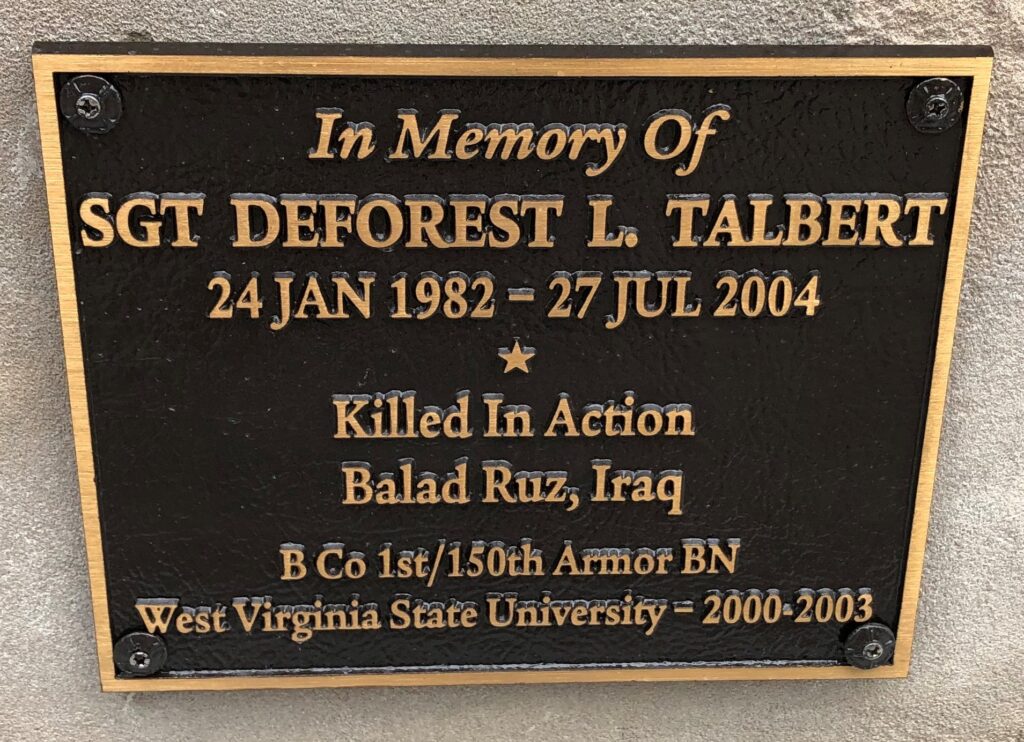 In Memory Of
SGT DEFOREST L. TALBERT
24 JAN 1982 – 27 JUL 2004
Killed In Action
Balad Ruz, Iraq
B Co 1st/150th Armor BN
West Virginia State University – 2000-2003